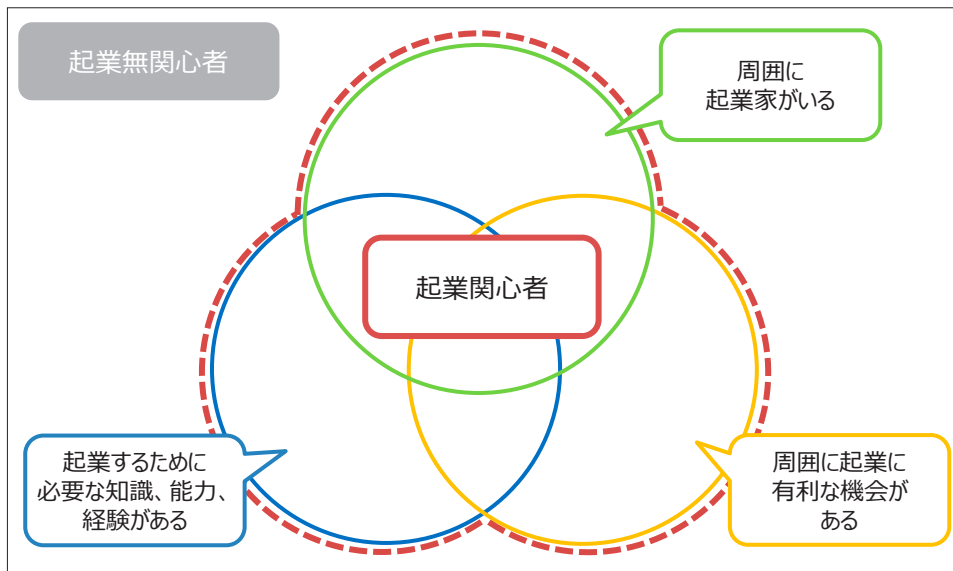 起業無関心者
周囲に
起業家がいる
起業関心者
起業するために
必要な知識、能力、
経験がある
周囲に起業に
有利な機会が
ある